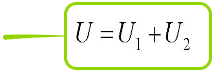 U = U₁ + U₂